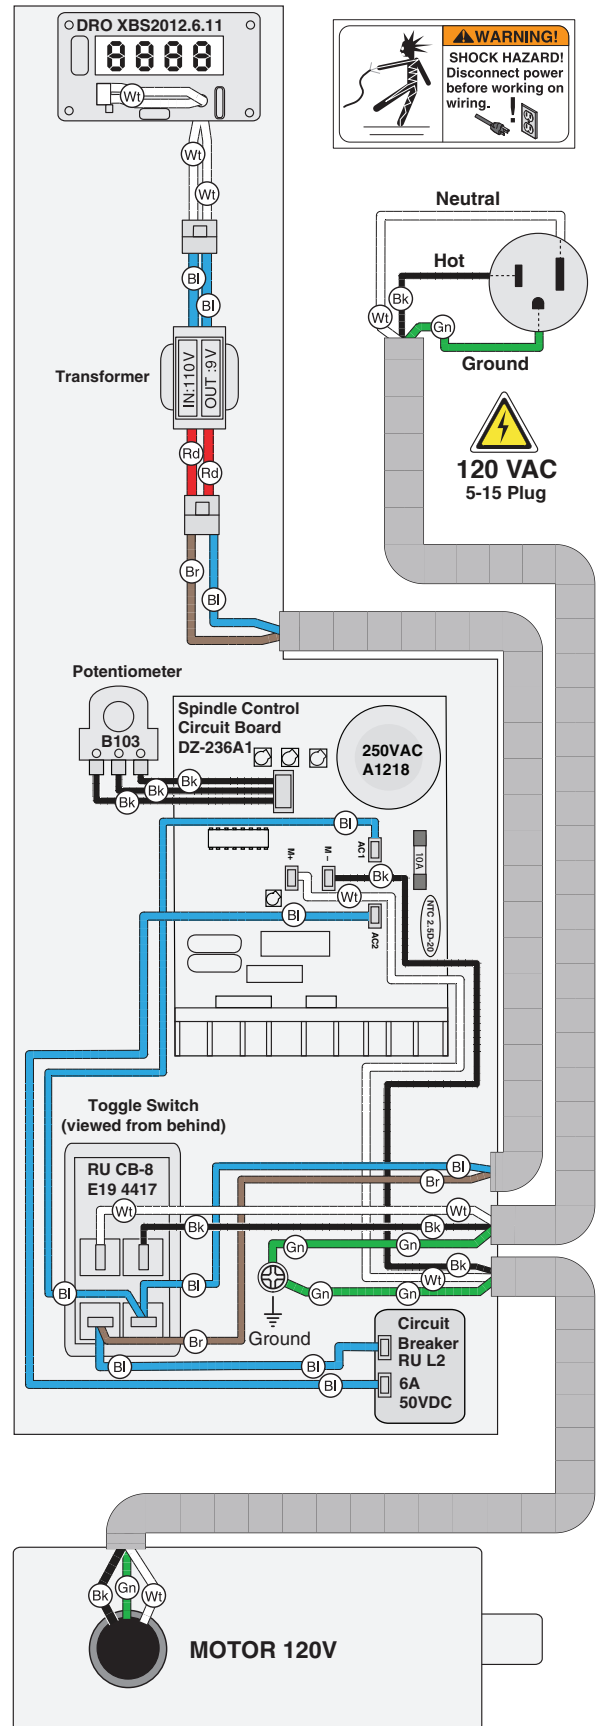 DRO XBS2012.6.11
8888
Wt
Wt
Wt
Bl
Bl
Transformer
IN:110V
OUT :9V
Rd
Rd
Br
Bl
WARNING!
SHOCK HAZARD!
Disconnect power
before working on
wiring.
Neutral
Hot
Bk
Wt
Gn
Ground
120 VAC
5-15 Plug
Potentiometer
B103
Bk
Bk
Bk
Spindle Control
Circuit Board
DZ-236A1
250VAC
A1218
Bl
AC1
10A
M+
M –
Bk
Wt
Bl
AC2
NTC 2.5D-20
Toggle Switch
(viewed from behind)
RU CB-8
E19 4417
Bl
Br
Wt
Wt
Bk
Bk
Gn
Gn
Bk
Wt
Bl
Bl
Gn
Gn
Ground
Br
Bl
Bl
Bl
Circuit
Breaker
RU L2
6A
50VDC
Bk
Gn
Wt
MOTOR 120V